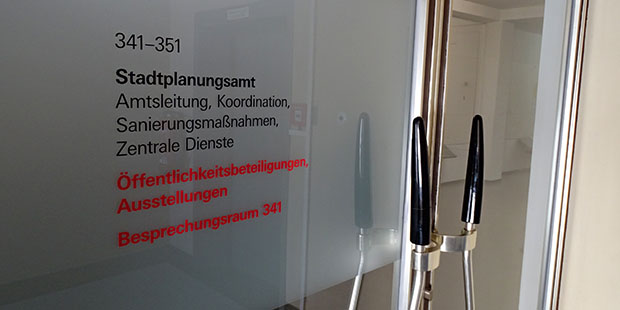 341–351
Stadtplanungsamt
Amtsleitung, Koordination,
Sanierungsmaßnahmen,
Zentrale Dienste
Öffentlichkeitsbeteiligungen,
Ausstellungen
Besprechungsraum 341